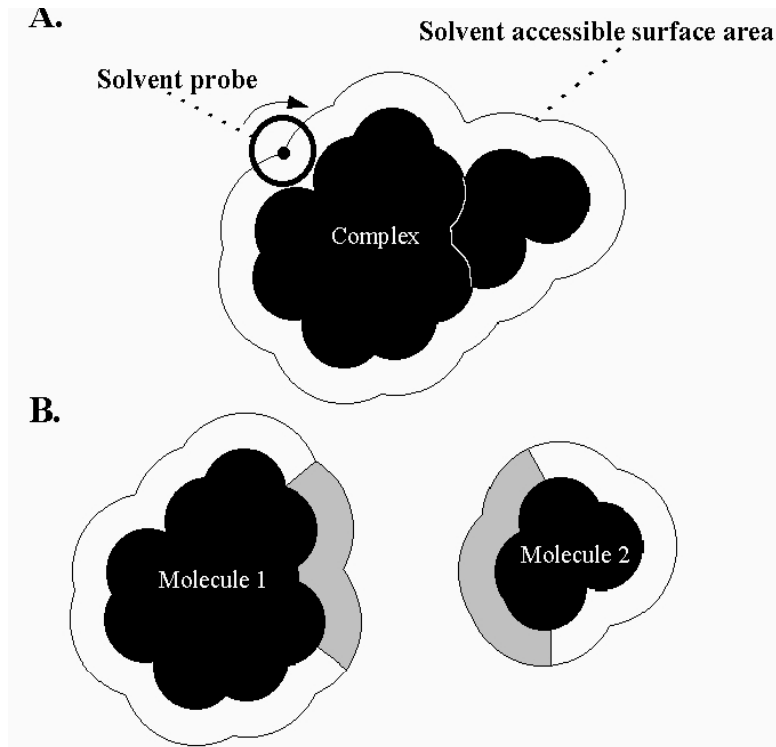 A.
Solvent accessible surface area
Solvent probe
Complex
B.
Molecule 1
Molecule 2